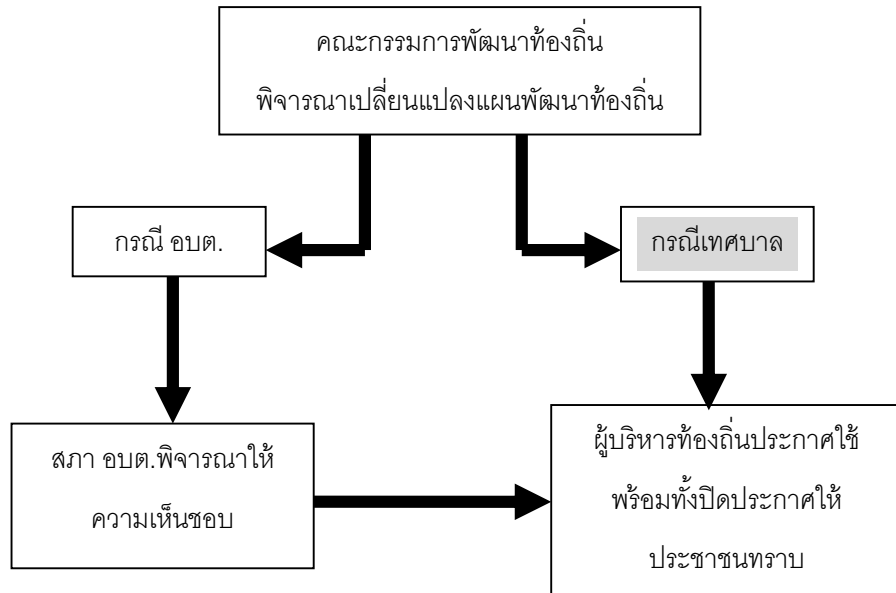 คณะกรรมการพัฒนาท้องถิ่น
พิจารณาเปลี่ยนแปลงแผนพัฒนาท้องถิ่น
กรณี อบต.
กรณีเทศบาล
สภา อบต.พิจารณาให้
ความเห็นชอบ
ผู้บริหารท้องถิ่นประกาศใช้
พร้อมทั้งปิดประกาศให้
ประชาชนทราบ